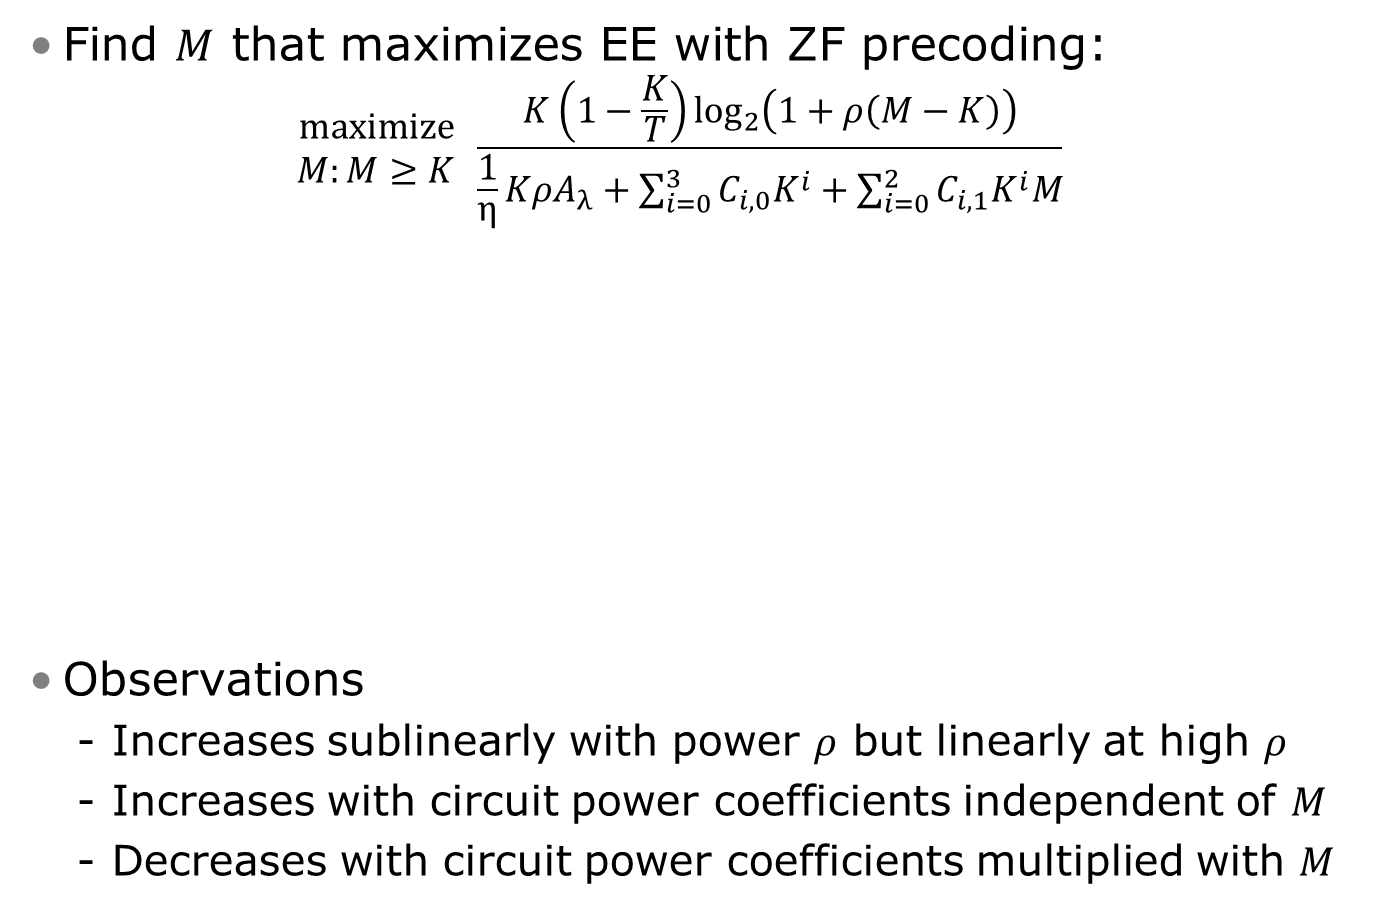 • Find M that maximizes EE with ZF precoding:
maximize M: M ≥ K   K(1 − K/T) log₂(1 + ρ(M − K)) / (1/η KρA_λ + ∑_{i=0}^{3} C_{i,0}K^i + ∑_{i=0}^{2} C_{i,1}K^i M)
• Observations
- Increases sublinearly with power ρ but linearly at high ρ
- Increases with circuit power coefficients independent of M
- Decreases with circuit power coefficients multiplied with M